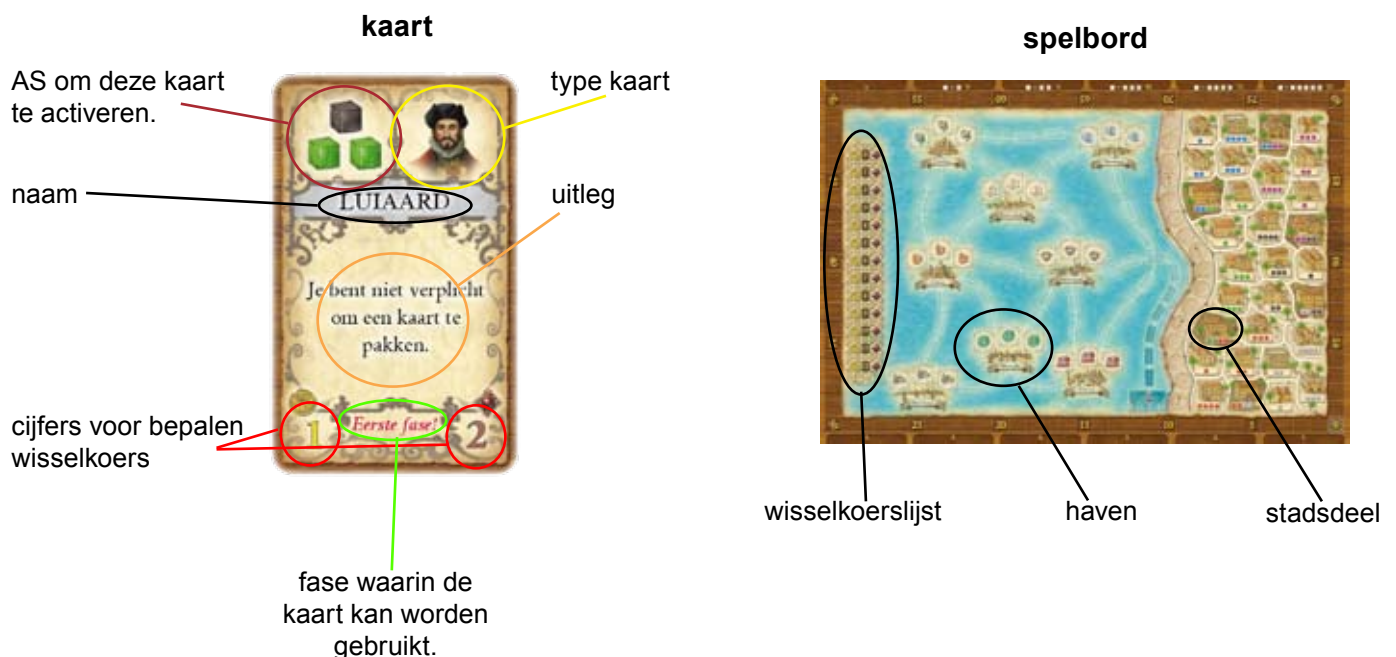 kaart
AS om deze kaart
te activeren.
type kaart
naam
LUIAARD
uitleg
Je bent niet verplicht
om een kaart te
pakken.
cijfers voor bepalen
wisselkoers
1
Eerste fase?
2
fase waarin de
kaart kan worden
gebruikt.
spelbord
wisselkoerslijst
haven
stadsdeel